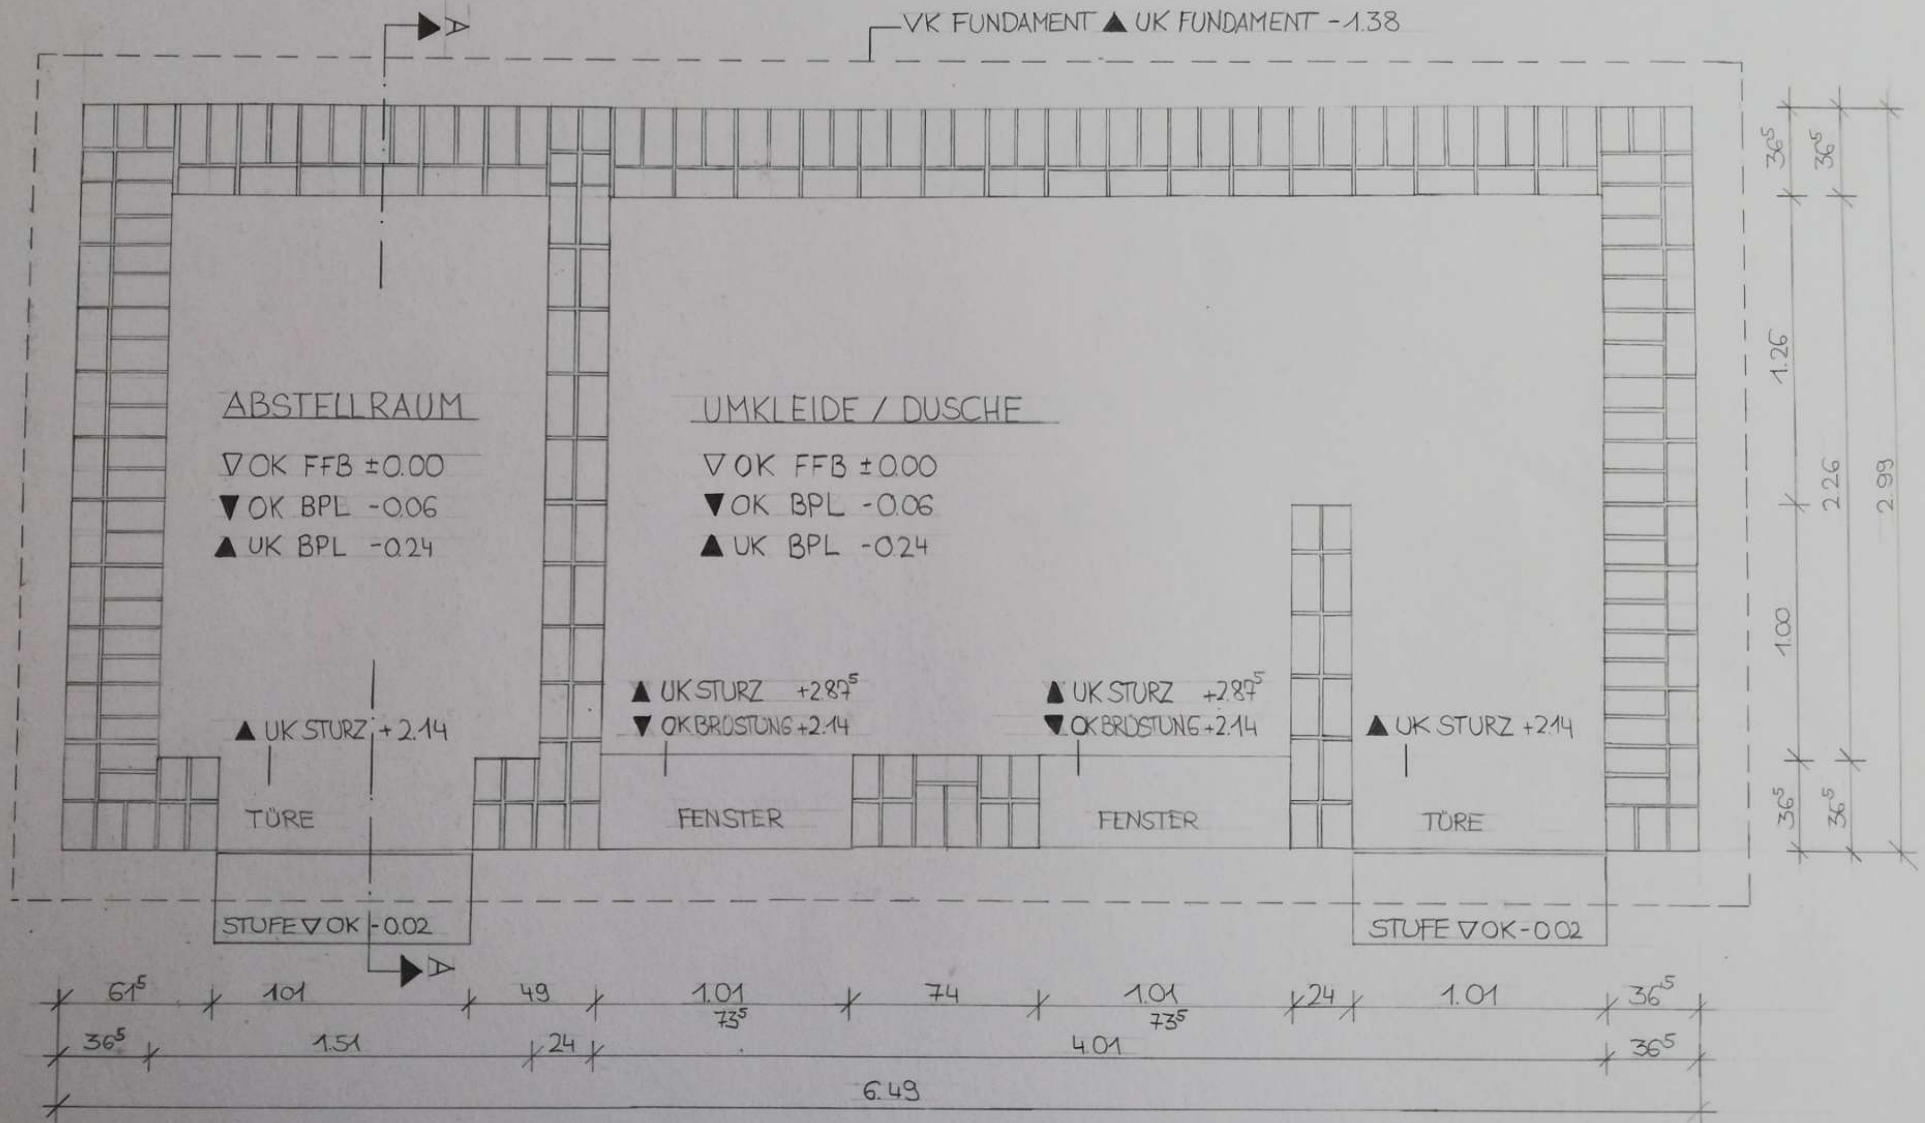 A
VK FUNDAMENT ▲ UK FUNDAMENT -1.38
36⁵
36⁵
1.26
2.26
2.99
1.00
36⁵
36⁵
ABSTELLRAUM
▽ OK FFB ±0.00
▼ OK BPL -0.06
▲ UK BPL -0.24
UMKLEIDE / DUSCHE
▽ OK FFB ±0.00
▼ OK BPL -0.06
▲ UK BPL -0.24
▲ UK STURZ +2.14
TÜRE
▲ UK STURZ +2.87⁵
▼ OK BRÜSTUNG +2.14
FENSTER
▲ UK STURZ +2.87⁵
▼ OK BRÜSTUNG +2.14
FENSTER
▲ UK STURZ +2.14
TÜRE
STUFE ▽ OK -0.02
STUFE ▽ OK -0.02
A
61⁵ 1.01 49 1.01 74 1.01 24 1.01 36⁵
73⁵ 73⁵
36⁵ 1.51 24 4.01 36⁵
6.49